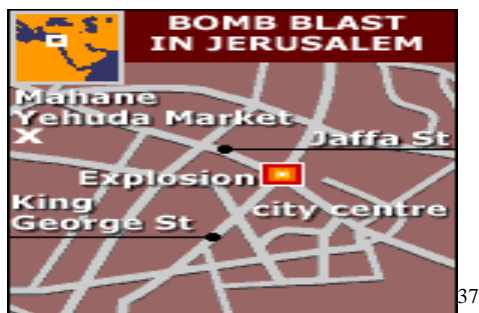 BOMB BLAST
IN JERUSALEM
Mahane
Yehuda Market
X
Jaffa St
Explosion
King
George St
city centre
37